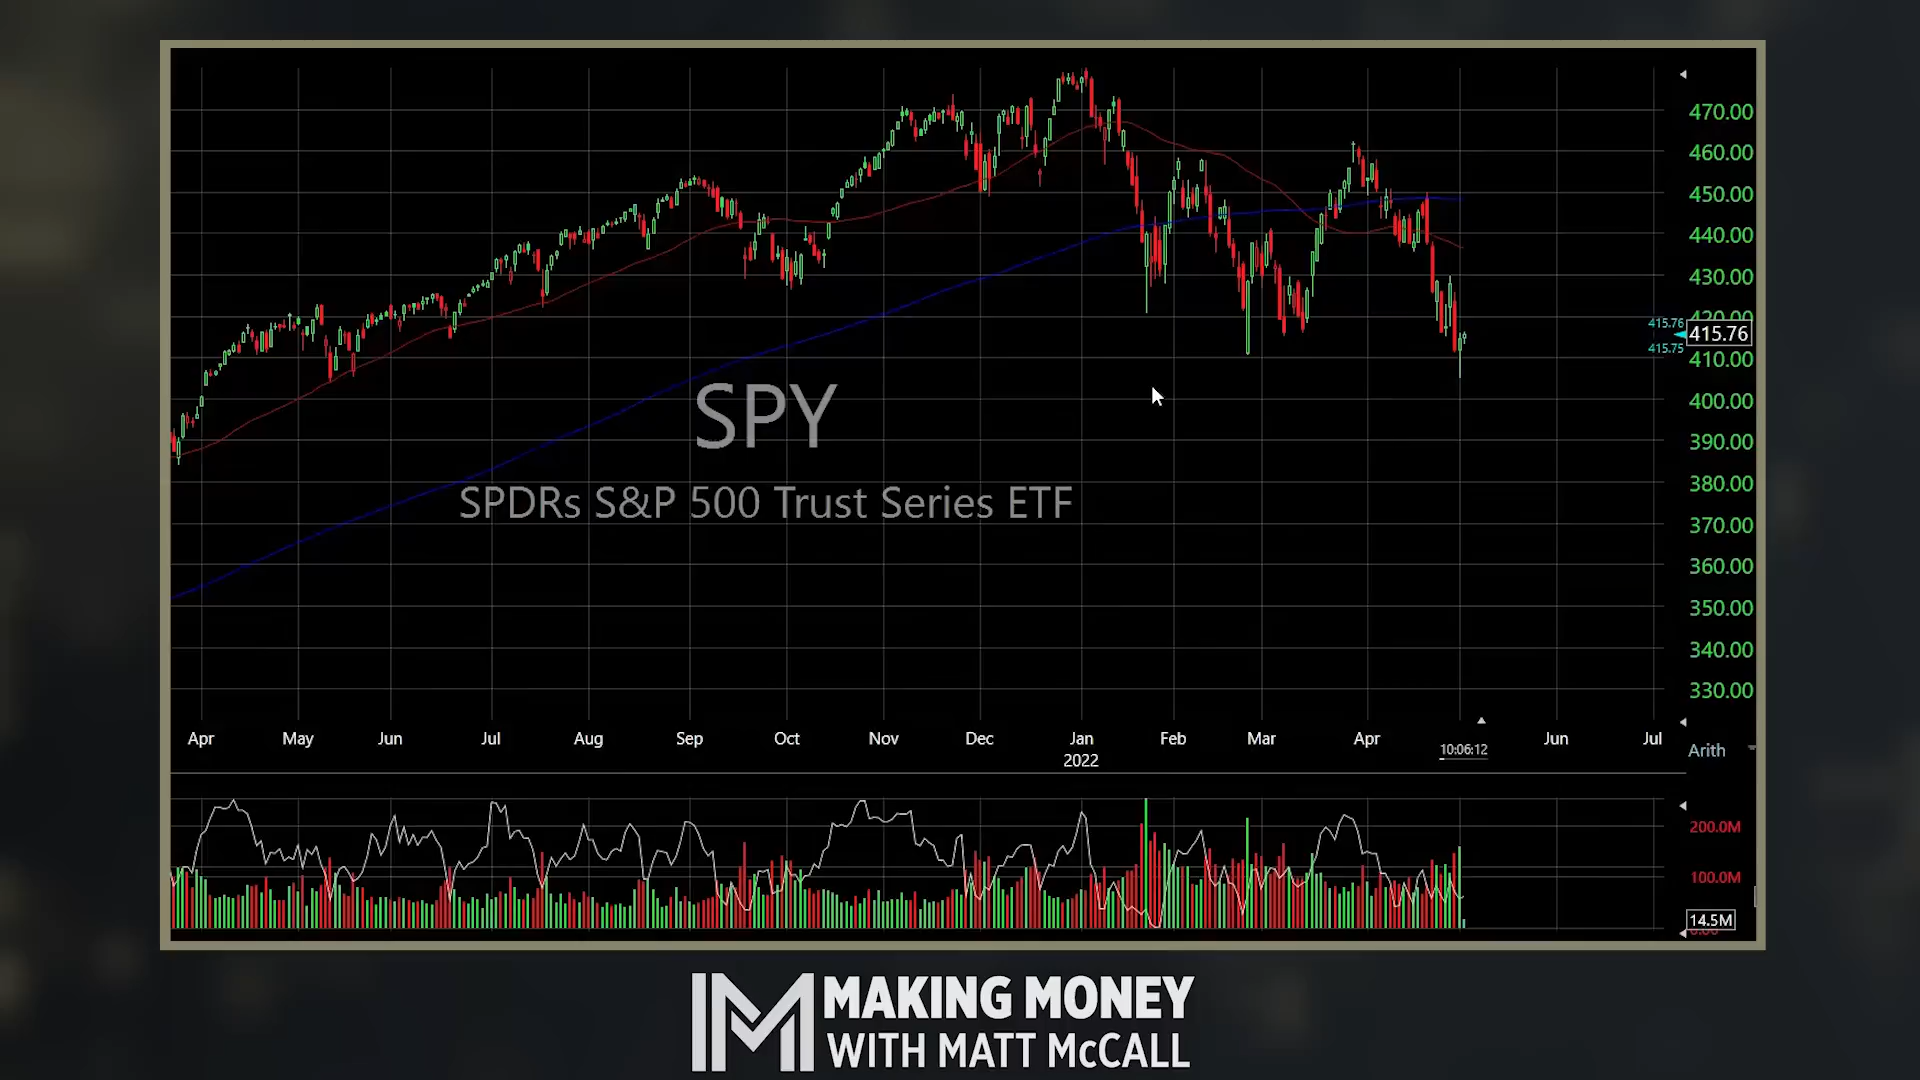 470.00
460.00
450.00
440.00
430.00
420.00
415.76
415.76
415.75
410.00
400.00
390.00
380.00
370.00
360.00
350.00
340.00
330.00
SPY
SPDRs S&P 500 Trust Series ETF
Apr May Jun Jul Aug Sep Oct Nov Dec Jan Feb Mar Apr 10:06:12 Jun Jul
2022
Arith
200.0M
100.0M
14.5M
M MAKING MONEY
WITH MATT McCALL